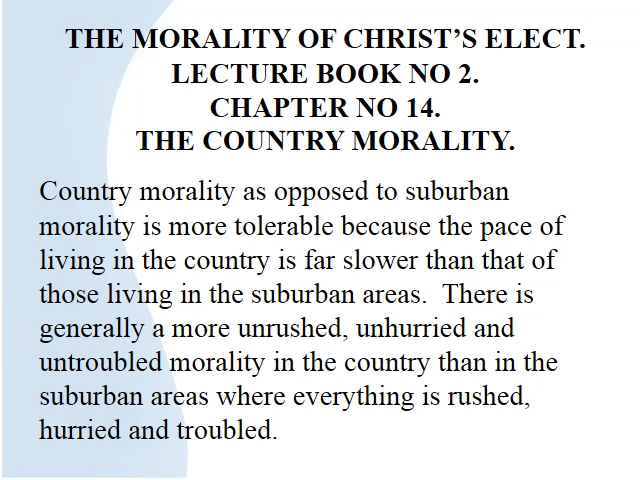 THE MORALITY OF CHRIST’S ELECT.
LECTURE BOOK NO 2.
CHAPTER NO 14.
THE COUNTRY MORALITY.
Country morality as opposed to suburban
morality is more tolerable because the pace of
living in the country is far slower than that of
those living in the suburban areas.  There is
generally a more unrushed, unhurried and
untroubled morality in the country than in the
suburban areas where everything is rushed,
hurried and troubled.